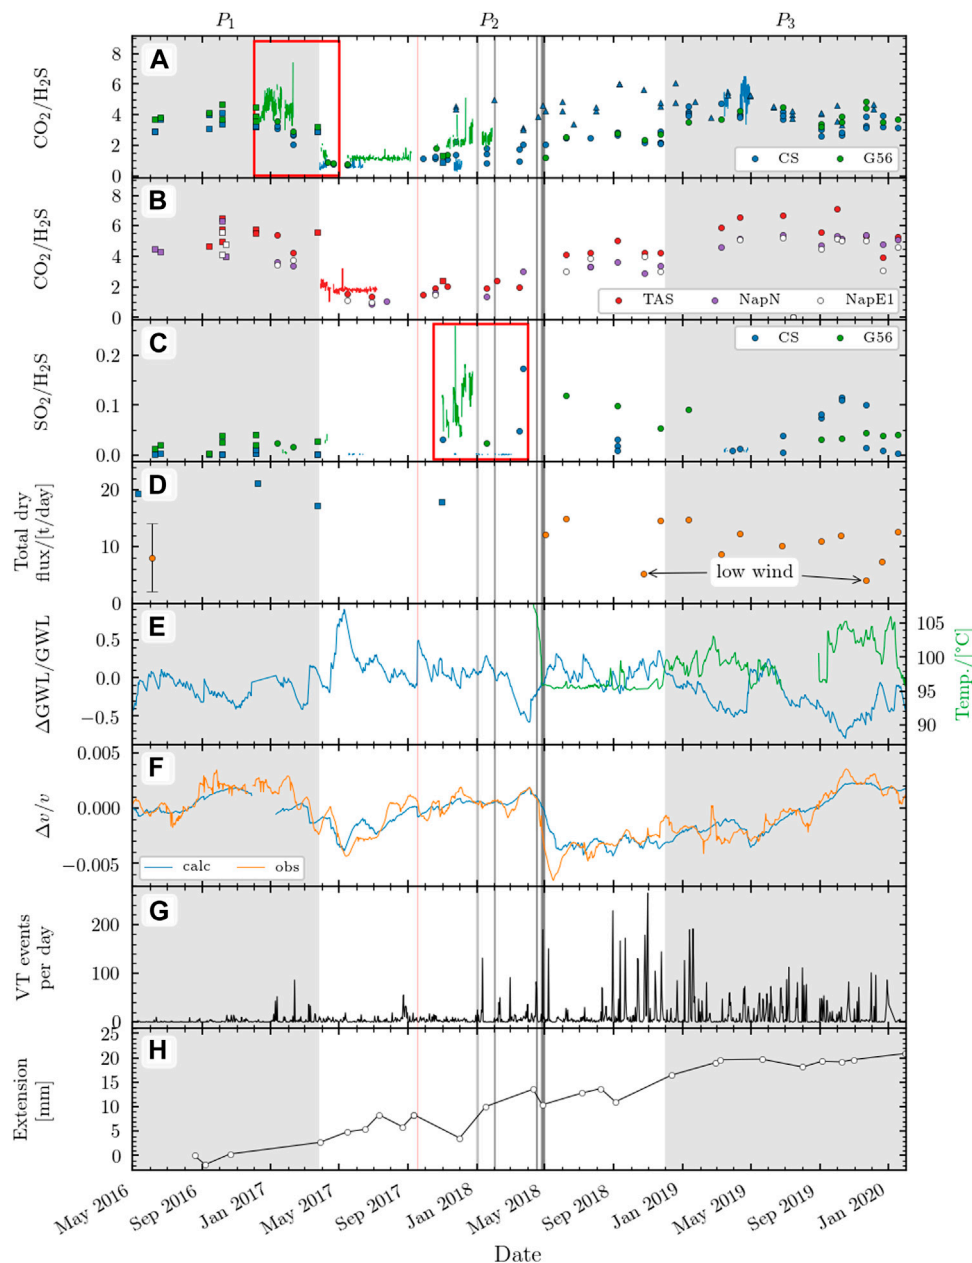 P1 P2 P3
A
CO2/H2S
8
6
4
2
0
CS G56
B
CO2/H2S
8
6
4
2
0
TAS NapN NapE1
C
SO2/H2S
0.2
0.1
0.0
CS G56
D
Total dry
flux/[t/day]
20
10
0
low wind
E
ΔGWL/GWL
0.5
0.0
−0.5
105
100
95
90
Temp./[°C]
F
Δv/v
0.005
0.000
−0.005
calc obs
G
VT events
per day
200
100
0
H
Extension
[mm]
25
20
15
10
5
0
May 2016 Sep 2016 Jan 2017 May 2017 Sep 2017 Jan 2018 May 2018 Sep 2018 Jan 2019 May 2019 Sep 2019 Jan 2020
Date